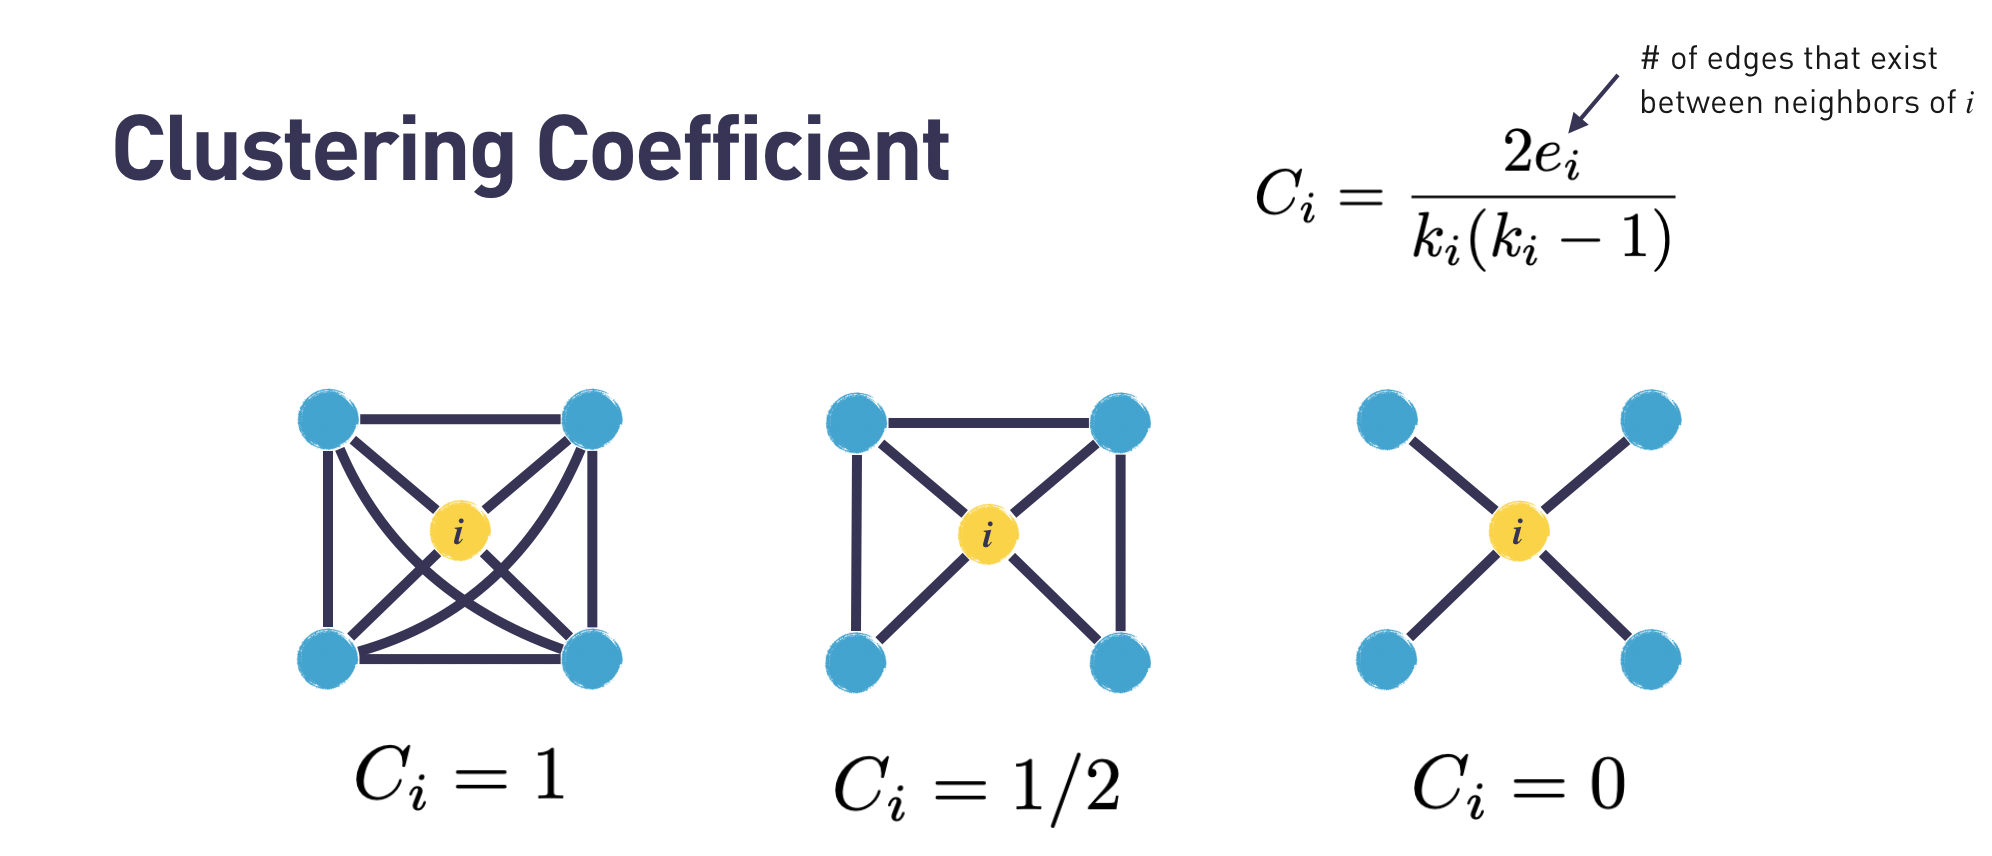 # of edges that exist
between neighbors of i
Clustering Coefficient
C_i = 2e_i / k_i(k_i − 1)
i
i
i
C_i = 1
C_i = 1/2
C_i = 0